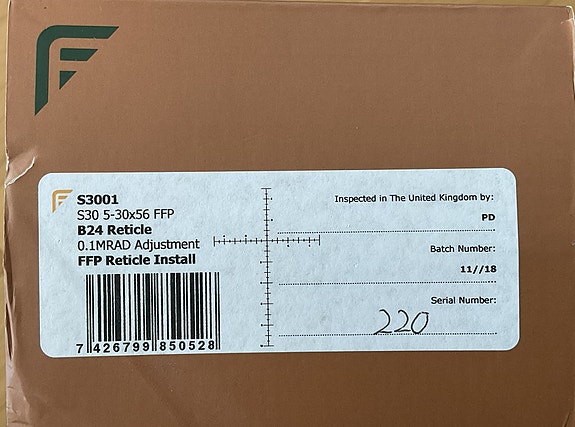 S3001
S30 5-30x56 FFP
B24 Reticle
0.1MRAD Adjustment
FFP Reticle Install
7 426799 850528
Inspected in The United Kingdom by:
PD
Batch Number:
11//18
Serial Number:
220